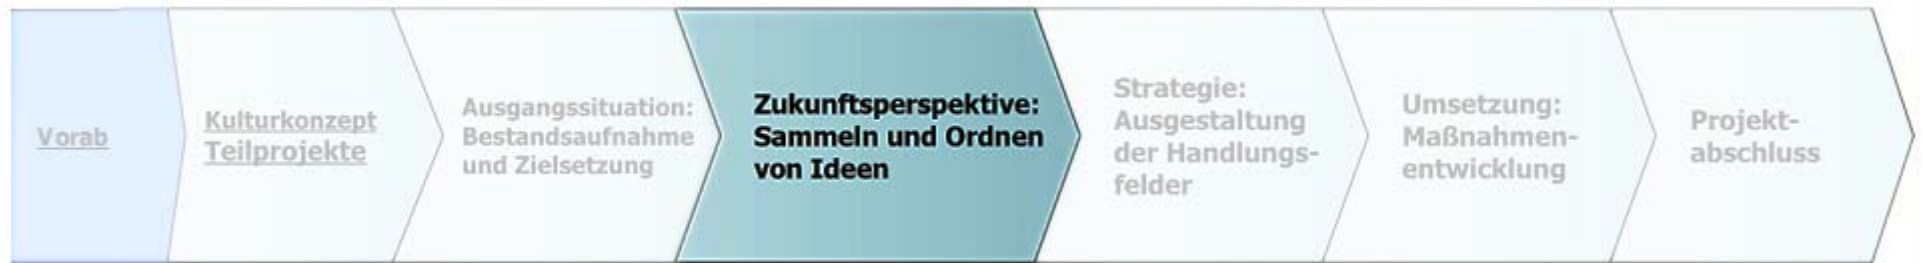 Vorab
Kulturkonzept
Teilprojekte
Ausgangssituation:
Bestandsaufnahme
und Zielsetzung
Zukunftsperspektive:
Sammeln und Ordnen
von Ideen
Strategie:
Ausgestaltung
der Handlungs-
felder
Umsetzung:
Maßnahmen-
entwicklung
Projekt-
abschluss